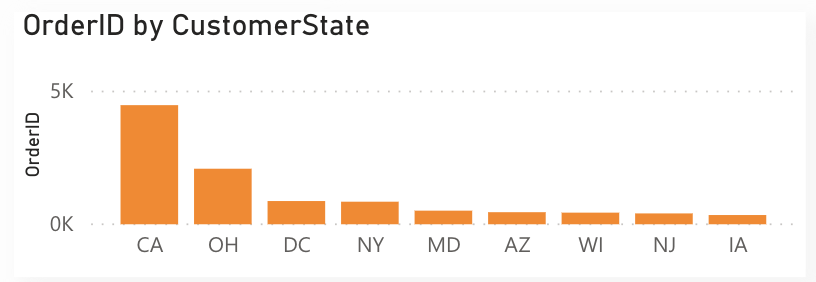 OrderID by CustomerState
5K
OrderID
0K
CA OH DC NY MD AZ WI NJ IA